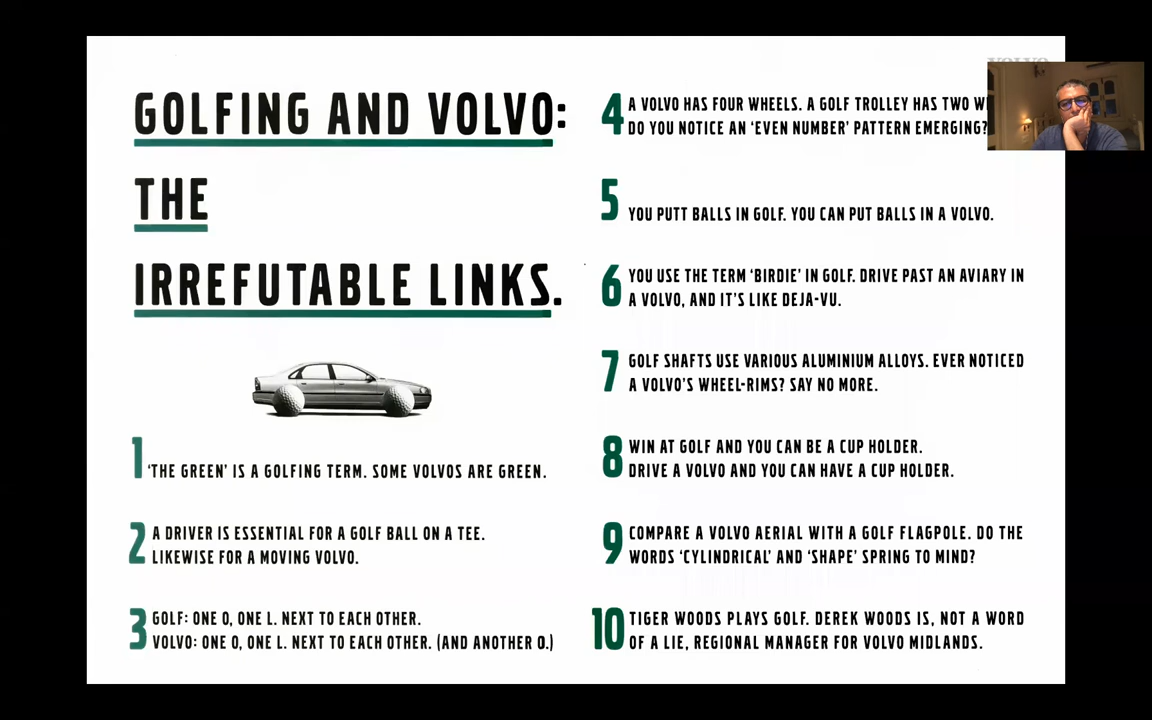 GOLFING AND VOLVO:
THE
IRREFUTABLE LINKS.
1 'THE GREEN' IS A GOLFING TERM. SOME VOLVOS ARE GREEN.
2 A DRIVER IS ESSENTIAL FOR A GOLF BALL ON A TEE.
LIKEWISE FOR A MOVING VOLVO.
3 GOLF: ONE O, ONE L. NEXT TO EACH OTHER.
VOLVO: ONE O, ONE L. NEXT TO EACH OTHER. (AND ANOTHER O.)
4 A VOLVO HAS FOUR WHEELS. A GOLF TROLLEY HAS TWO
DO YOU NOTICE AN 'EVEN NUMBER' PATTERN EMERGING?
5 YOU PUTT BALLS IN GOLF. YOU CAN PUT BALLS IN A VOLVO.
6 YOU USE THE TERM 'BIRDIE' IN GOLF. DRIVE PAST AN AVIARY IN
A VOLVO, AND IT'S LIKE DEJA-VU.
7 GOLF SHAFTS USE VARIOUS ALUMINIUM ALLOYS. EVER NOTICED
A VOLVO'S WHEEL-RIMS? SAY NO MORE.
8 WIN AT GOLF AND YOU CAN BE A CUP HOLDER.
DRIVE A VOLVO AND YOU CAN HAVE A CUP HOLDER.
9 COMPARE A VOLVO AERIAL WITH A GOLF FLAGPOLE. DO THE
WORDS 'CYLINDRICAL' AND 'SHAPE' SPRING TO MIND?
10 TIGER WOODS PLAYS GOLF. DEREK WOODS IS, NOT A WORD
OF A LIE, REGIONAL MANAGER FOR VOLVO MIDLANDS.